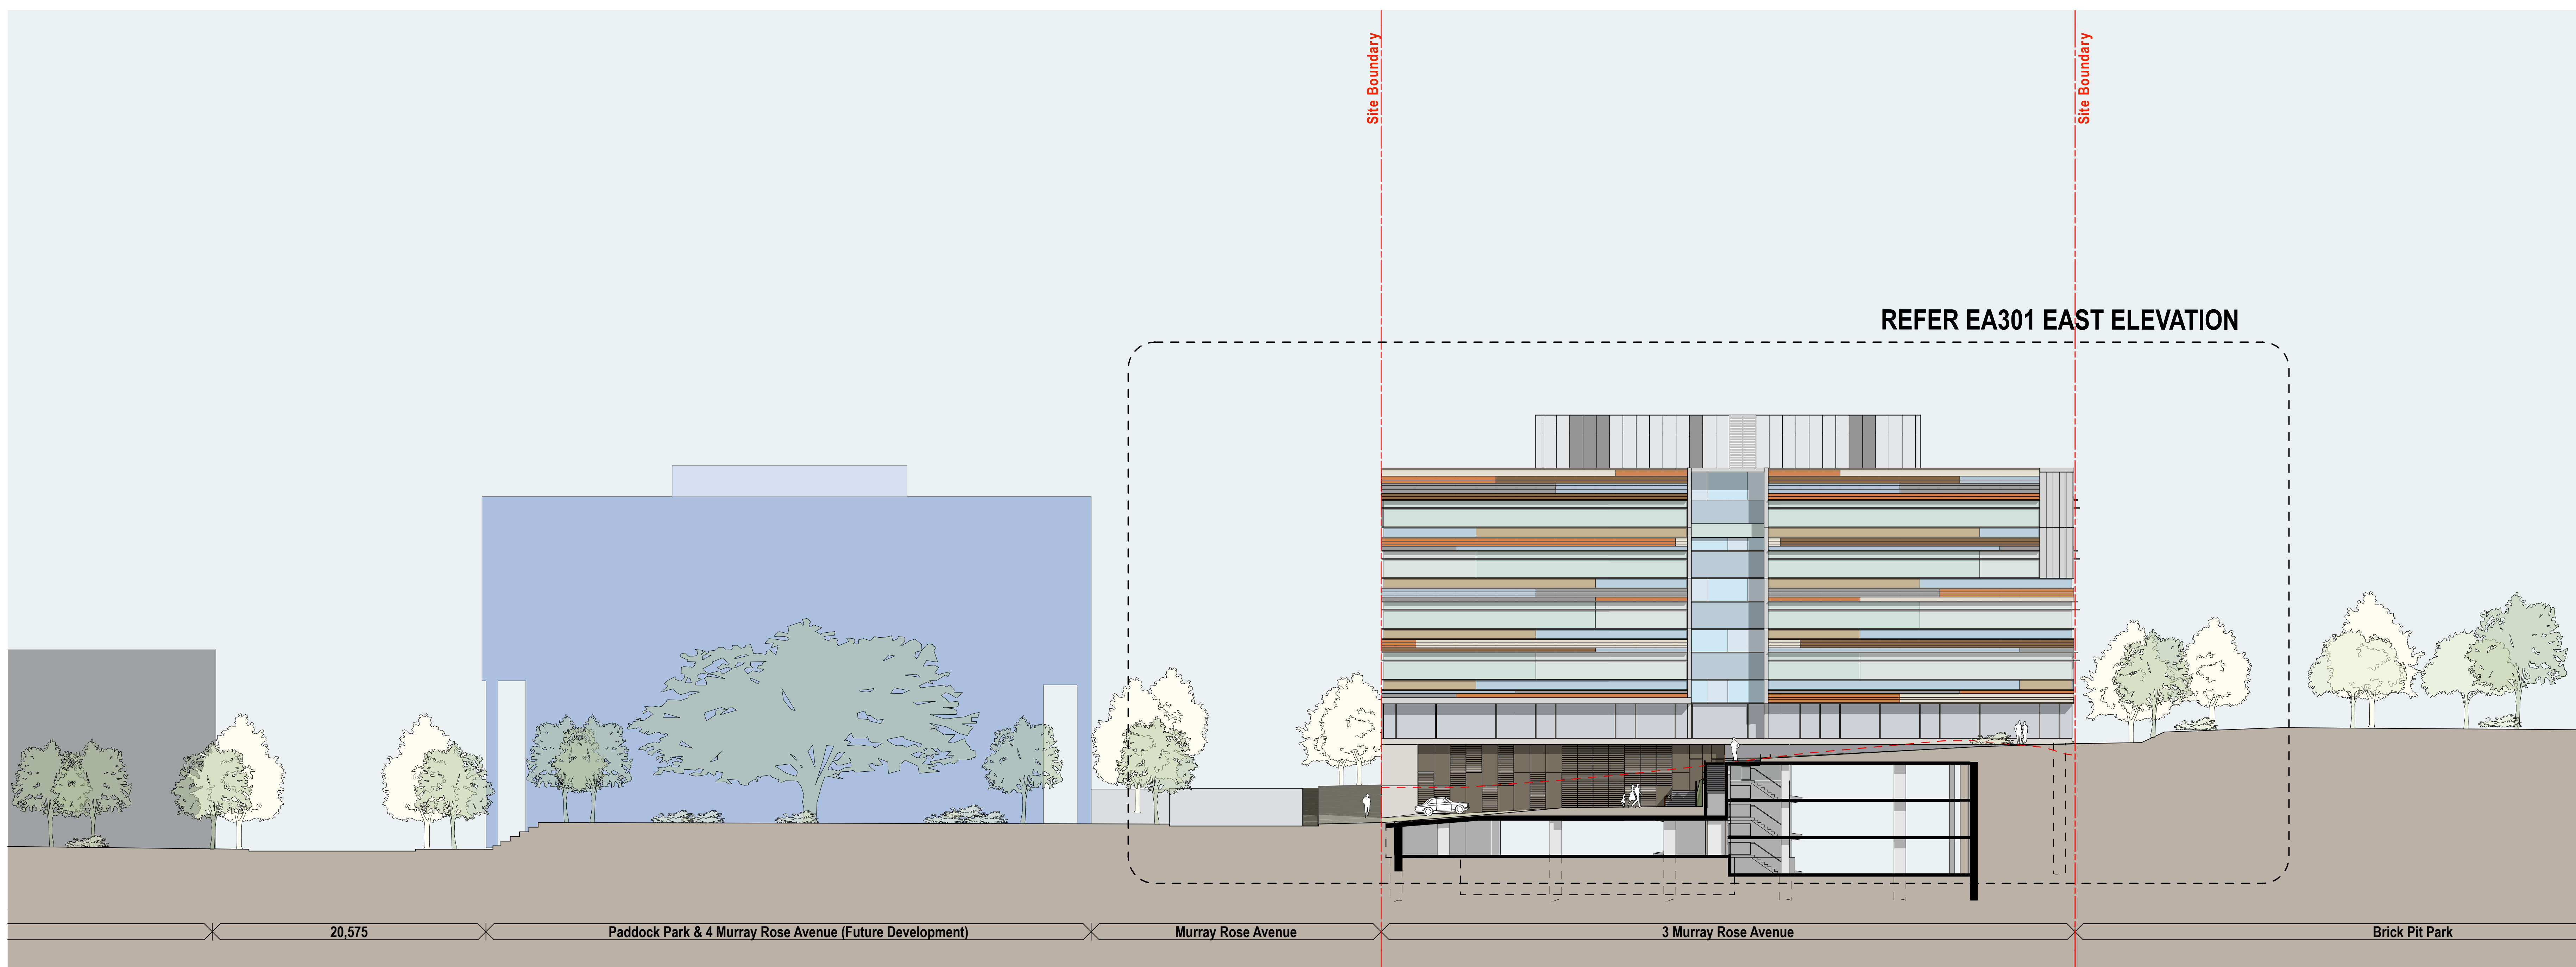 Site Boundary
Site Boundary
REFER EA301 EAST ELEVATION
20,575
Paddock Park & 4 Murray Rose Avenue (Future Development)
Murray Rose Avenue
3 Murray Rose Avenue
Brick Pit Park